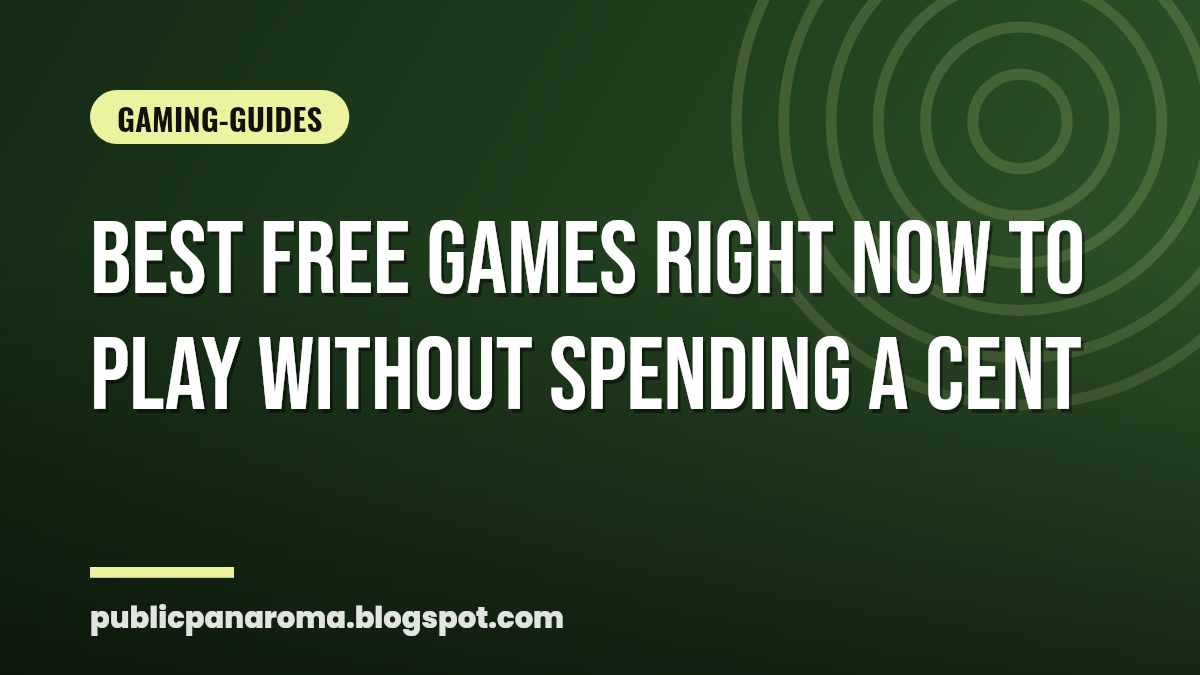 GAMING-GUIDES
BEST FREE GAMES RIGHT NOW TO
PLAY WITHOUT SPENDING A CENT
publicpanaroma.blogspot.com